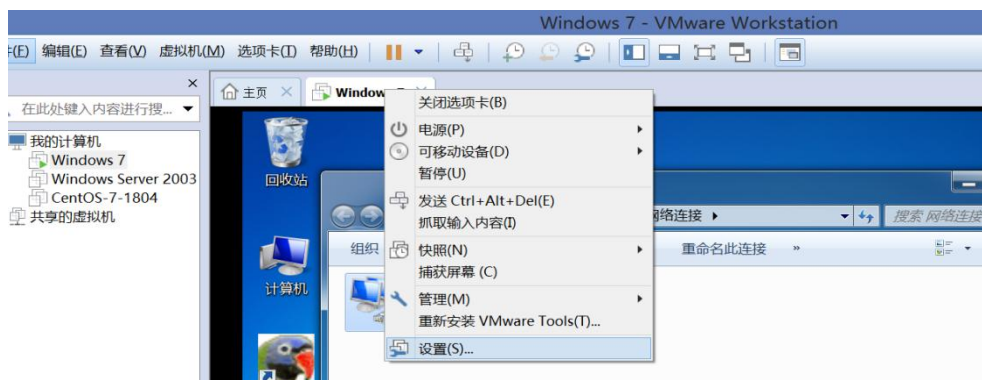 Windows 7 - VMware Workstation
(E) 编辑(E) 查看(V) 虚拟机(M) 选项卡(T) 帮助(H)
在此处键入内容进行搜...
我的计算机
Windows 7
Windows Server 2003
CentOS-7-1804
共享的虚拟机
主页
Window
关闭选项卡(B)
电源(P)
可移动设备(D)
暂停(U)
发送 Ctrl+Alt+Del(E)
抓取输入内容(I)
快照(N)
捕获屏幕 (C)
管理(M)
重新安装 VMware Tools(T)...
设置(S)...
回收站
网络连接
搜索 网络连接
组织
重命名此连接 »
计算机